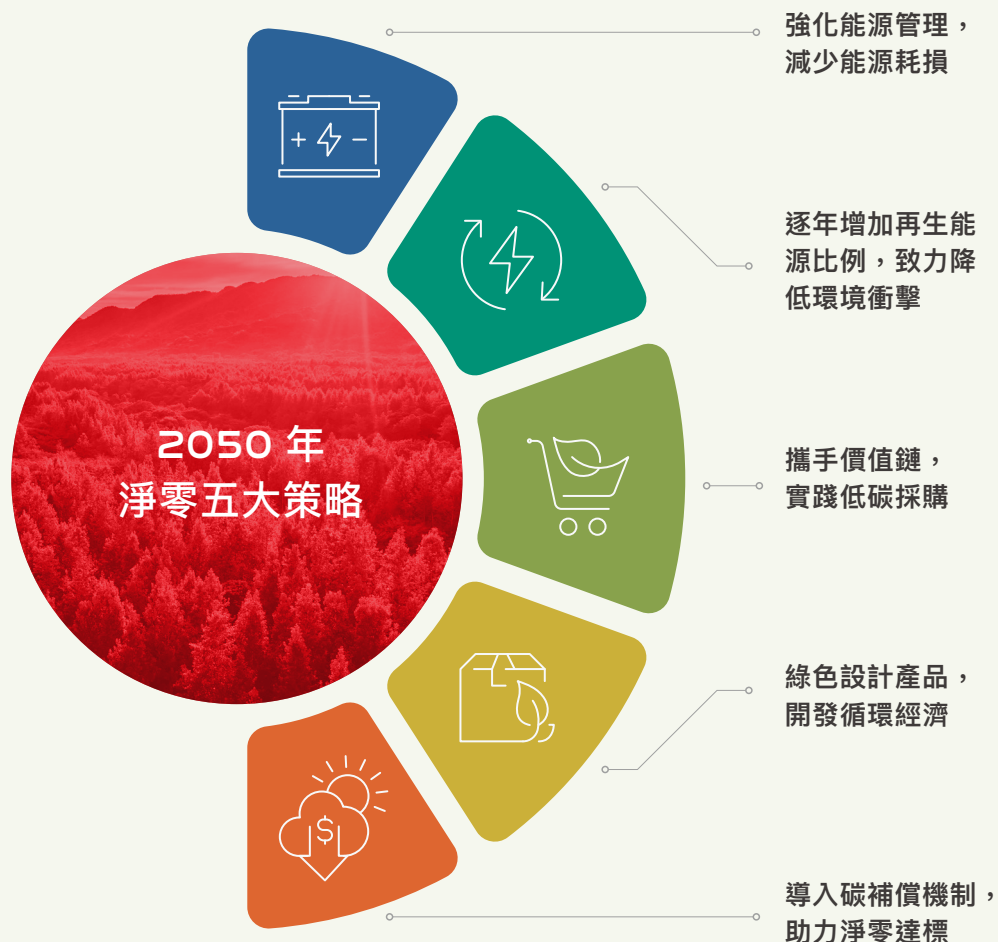 強化能源管理，
減少能源耗損
逐年增加再生能
源比例，致力降
低環境衝擊
2050 年
淨零五大策略
攜手價值鏈，
實踐低碳採購
綠色設計產品，
開發循環經濟
$
導入碳補償機制，
助力淨零達標